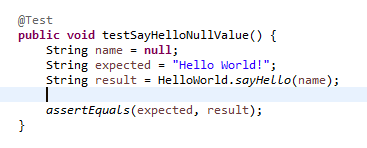 @Test
public void testSayHelloNullValue() {
String name = null;
String expected = "Hello World!";
String result = HelloWorld.sayHello(name);
assertEquals(expected, result);
}